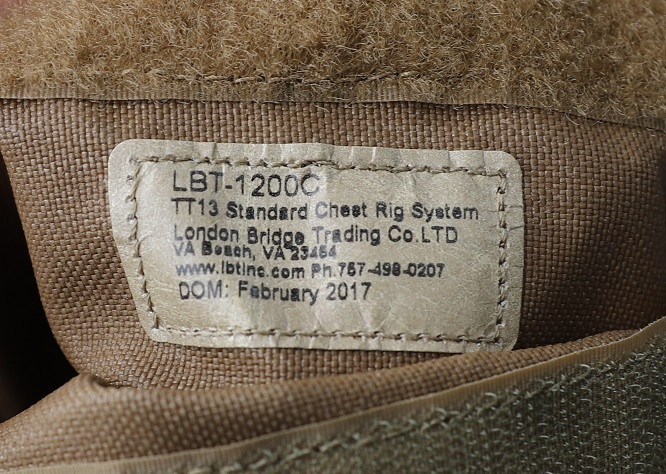 LBT-1200C
TT13 Standard Chest Rig System
London Bridge Trading Co.LTD
VA Beach, VA 23454
www.lbtinc.com Ph.757-498-0207
DOM: February 2017